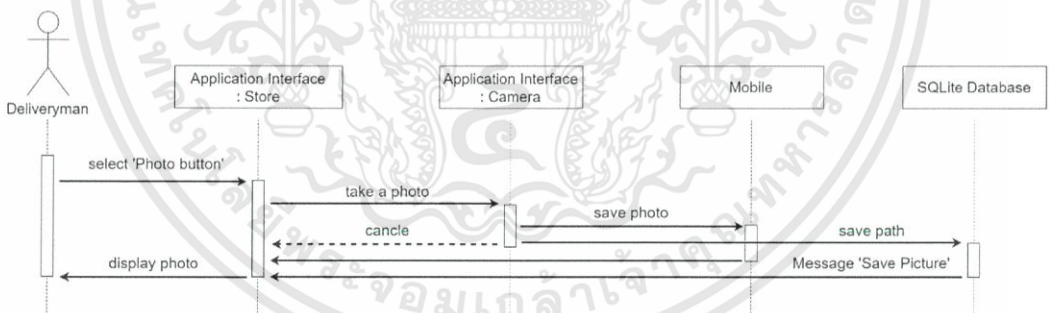 Deliveryman
Application Interface
: Store
Application Interface
: Camera
Mobile
SQLite Database
select 'Photo button'
take a photo
save photo
cancle
save path
display photo
Message 'Save Picture'